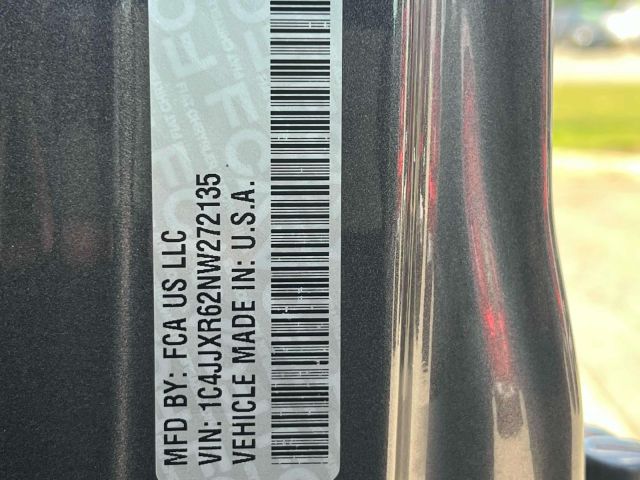 MFD BY: FCA US LLC
VIN: 1C4JJXR62NW272135
VEHICLE MADE IN: U.S.A.